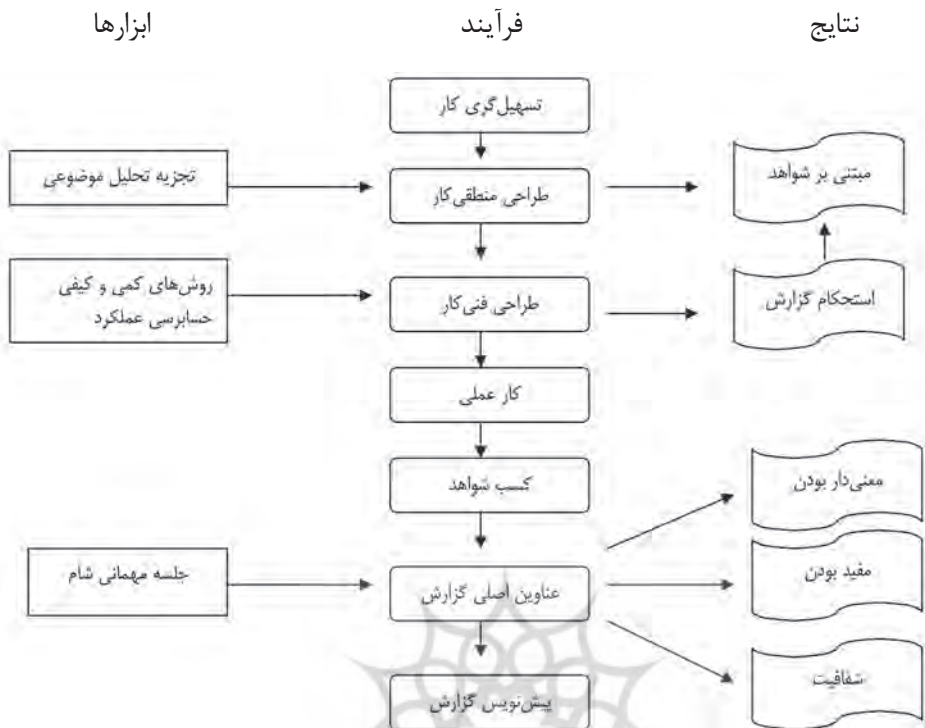 نتایج
فرآیند
ابزارها
تسهیل‌گری کار
تجزیه تحلیل موضوعی
طراحی منطقی‌کار
مبتنی بر شواهد
روش‌های کمی و کیفی
حسابرسی عملکرد
طراحی فنی‌کار
استحکام گزارش
کار عملی
کسب شواهد
معنی‌دار بودن
مفید بودن
شفافیت
جلسه مهمانی شام
عناوین اصلی گزارش
پیش‌نویس گزارش